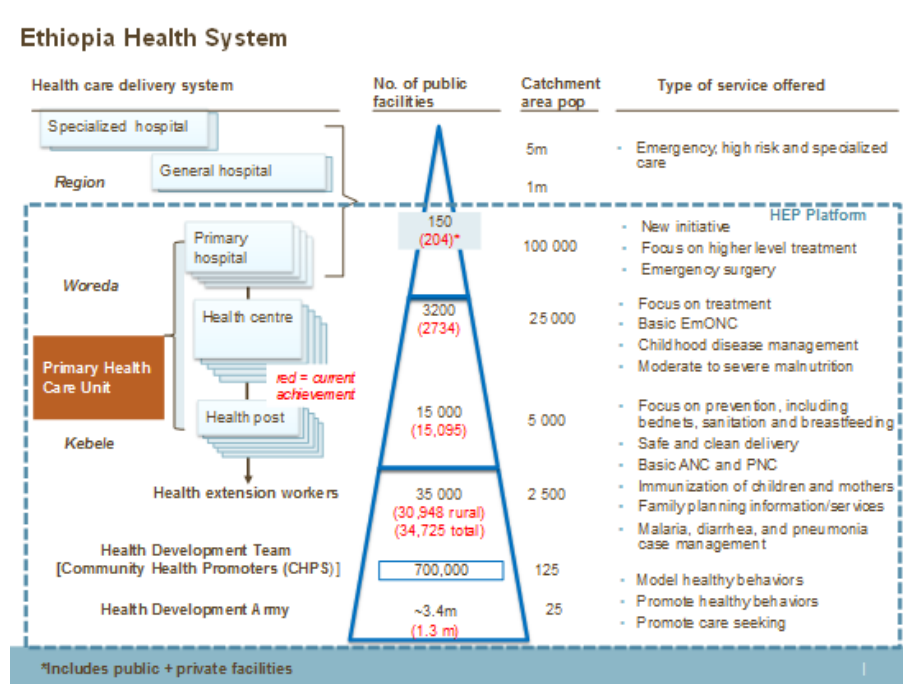 Ethiopia Health System
Health care delivery system
No. of public
facilities
Catchment
area pop
Type of service offered
Specialized hospital
General hospital
Region
5m
1m
Emergency, high risk and specialized
care
HEP Platform
150
(204)*
Primary
hospital
100 000
New initiative
Focus on higher level treatment
Emergency surgery
Woreda
Health centre
3200
(2734)
25 000
Focus on treatment
Basic EmONC
Childhood disease management
Moderate to severe malnutrition
Primary Health
Care Unit
red = current
achievement
Health post
Kebele
15 000
(15,095)
5 000
Focus on prevention, including
bednets, sanitation and breastfeeding
Safe and clean delivery
Basic ANC and PNC
Immunization of children and mothers
Family planning information/services
Malaria, diarrhea, and pneumonia
case management
Health extension workers
35 000
(30,948 rural)
(34,725 total)
2 500
Health Development Team
[Community Health Promoters (CHPS)]
700,000
125
Health Development Army
~3.4m
(1.3 m)
25
Model healthy behaviors
Promote healthy behaviors
Promote care seeking
*Includes public + private facilities